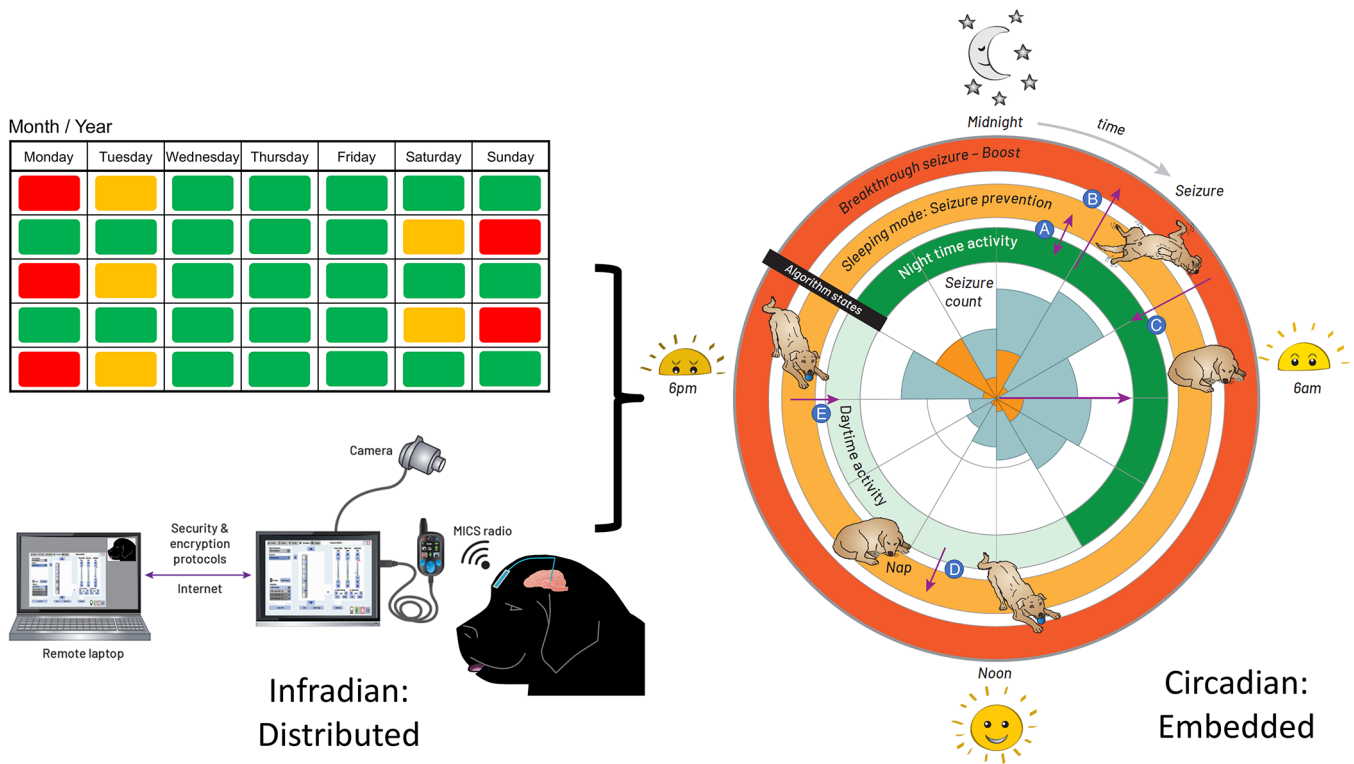 Month / Year
Monday Tuesday Wednesday Thursday Friday Saturday Sunday
Camera
MICS radio
Security &
encryption
protocols
Internet
Remote laptop
Infradian:
Distributed
Midnight
time
Seizure
Breakthrough seizure – Boost
Sleeping mode: Seizure prevention
Night time activity
B
A
Algorithm states
Seizure
count
C
6pm
6am
E
Daytime activity
Nap
D
Noon
Circadian:
Embedded